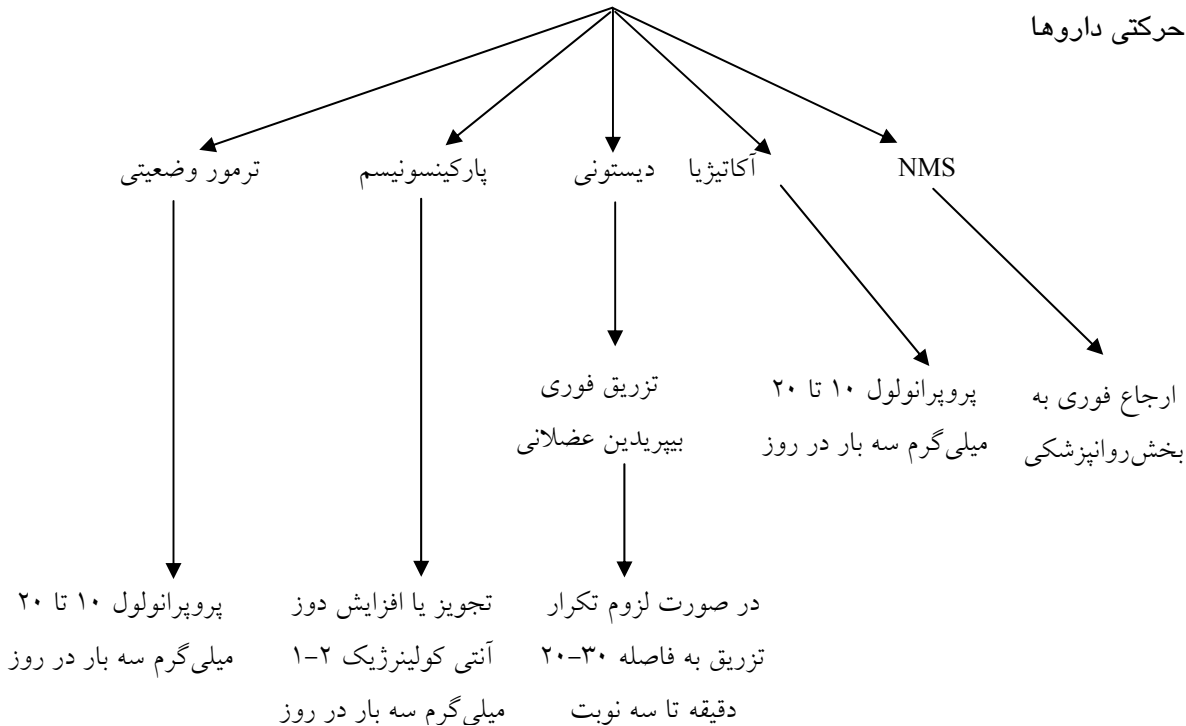 حرکتی داروها
NMS
آکاتیژیا
دیستونی
پارکینسونیسم
ترمور وضعیتی
ارجاع فوری به
بخش‌روانپزشکی
پروپرانولول ۱۰ تا ۲۰
میلی‌گرم سه بار در روز
تزریق فوری
بیپریدین عضلانی
در صورت لزوم تکرار
تزریق به فاصله ۳۰-۲۰
دقیقه تا سه نوبت
تجویز یا افزایش دوز
آنتی کولینرژیک ۲-۱
میلی‌گرم سه بار در روز
پروپرانولول ۱۰ تا ۲۰
میلی‌گرم سه بار در روز